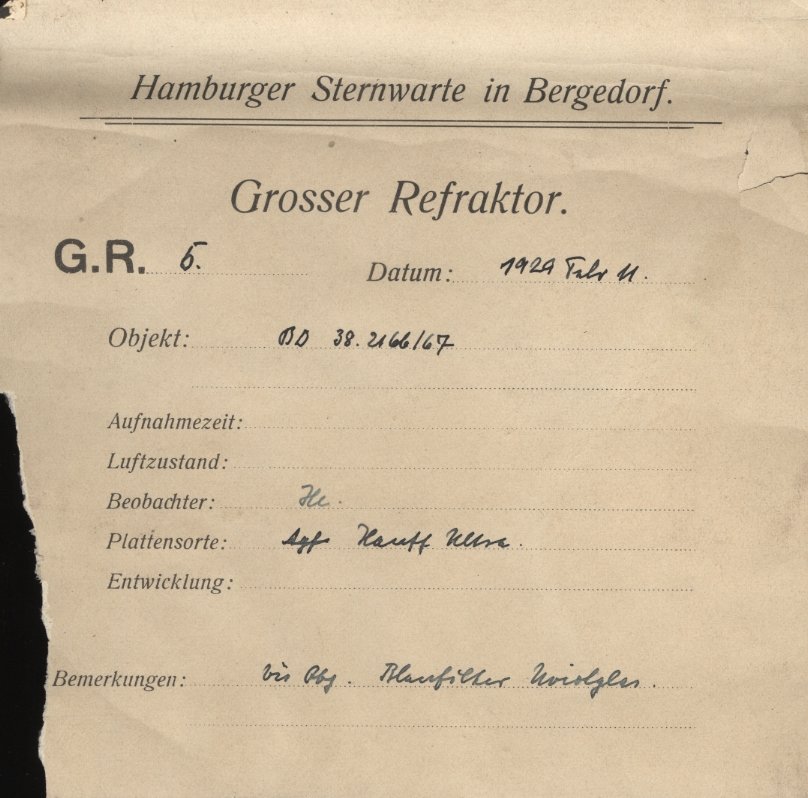 Hamburger Sternwarte in Bergedorf.
Grosser Refraktor.
G.R. 5. Datum: 1929 Febr 11.
Objekt: BD 38.2166/67
Aufnahmezeit:
Luftzustand:
Beobachter: He.
Plattensorte: Agfa Hauff Ultra.
Entwicklung:
Bemerkungen: vis Obj. Blaufilter Uviolglas.